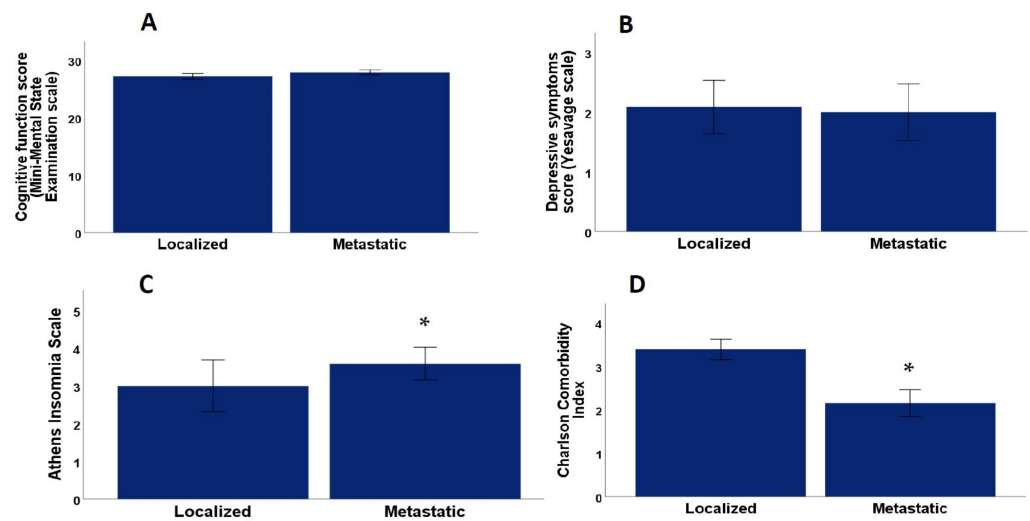 A
Cognitive function score
(Mini-Mental State
Examination scale)
30
20
10
0
Localized
Metastatic
B
Depressive symptoms
score (Yesavage scale)
3
2
1
0
Localized
Metastatic
C
Athens Insomnia Scale
5
4
3
2
1
0
*
Localized
Metastatic
D
Charlson Comorbidity
Index
4
3
2
1
0
*
Localized
Metastatic